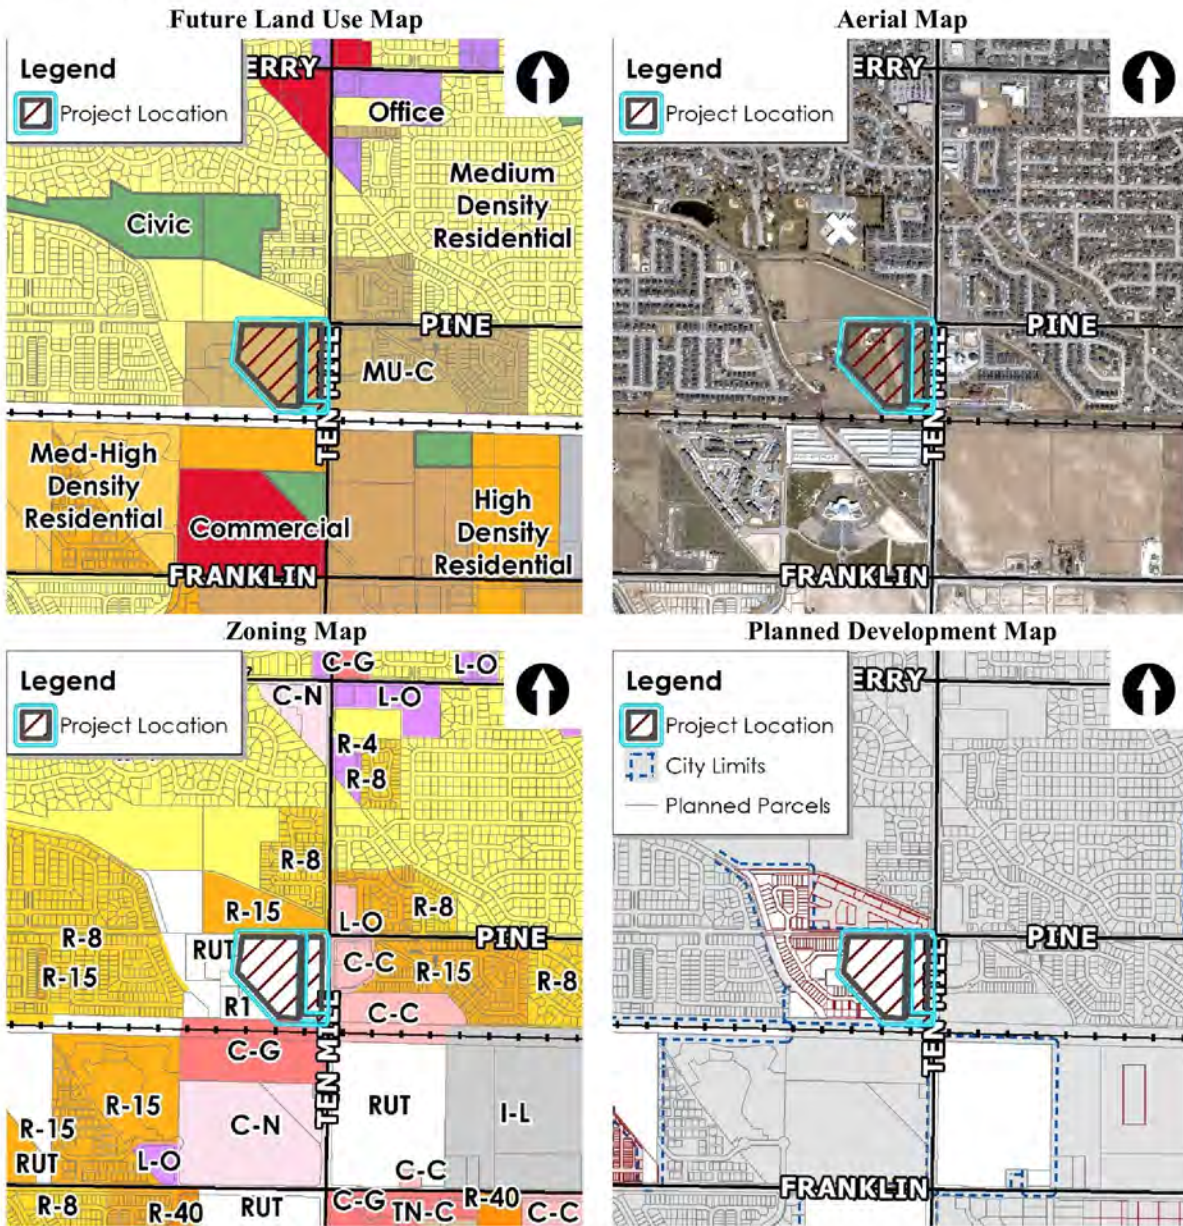 Future Land Use Map
Legend
Project Location
ERRY
Office
Medium
Density
Residential
Civic
PINE
MU-C
TEN MILE
Med-High
Density
Residential
Commercial
High
Density
Residential
FRANKLIN
Aerial Map
Legend
Project Location
ERRY
PINE
TEN MILE
FRANKLIN
Zoning Map
Legend
Project Location
C-G
L-O
C-N
L-O
R-4
R-8
R-8
R-15
L-O
R-8
PINE
R-8
R-15
RUT
C-C
R-15
R-8
R1
C-C
C-G
TEN MILE
R-15
RUT
I-L
R-15
C-N
RUT
L-O
C-C
FRANKLIN
R-8
R-40
RUT
C-G
TN-C
R-40
C-C
Planned Development Map
Legend
Project Location
City Limits
Planned Parcels
ERRY
PINE
TEN MILE
FRANKLIN